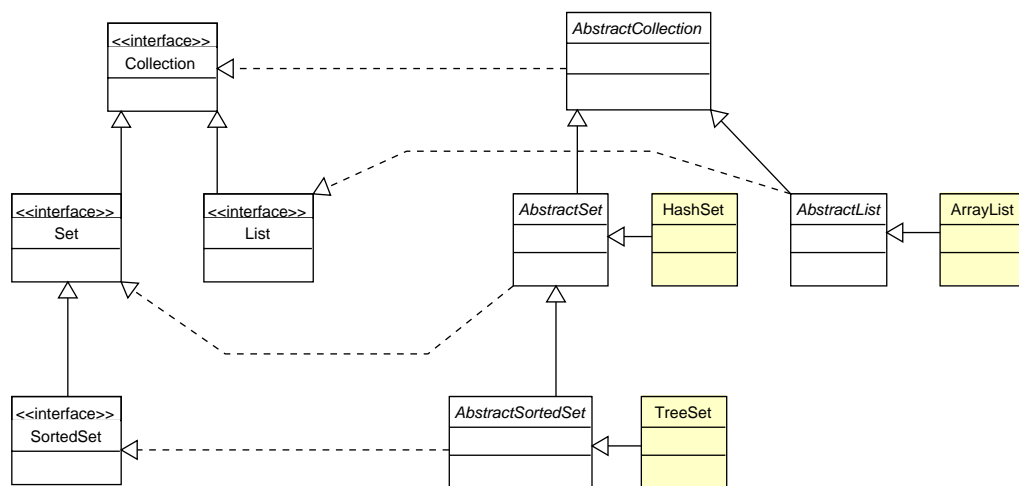 <<interface>>
Collection
AbstractCollection
<<interface>>
Set
<<interface>>
List
AbstractSet
HashSet
AbstractList
ArrayList
<<interface>>
SortedSet
AbstractSortedSet
TreeSet